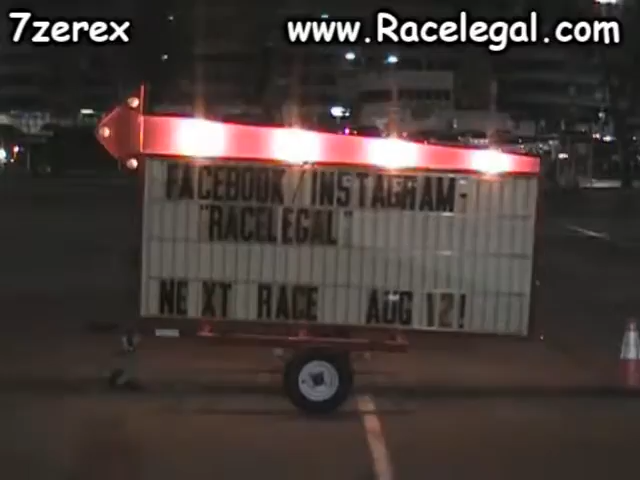 7zerex
www.Racelegal.com
FACEBOOK/INSTAGRAM-
"RACELEGAL"
NEXT RACE AUG 12!